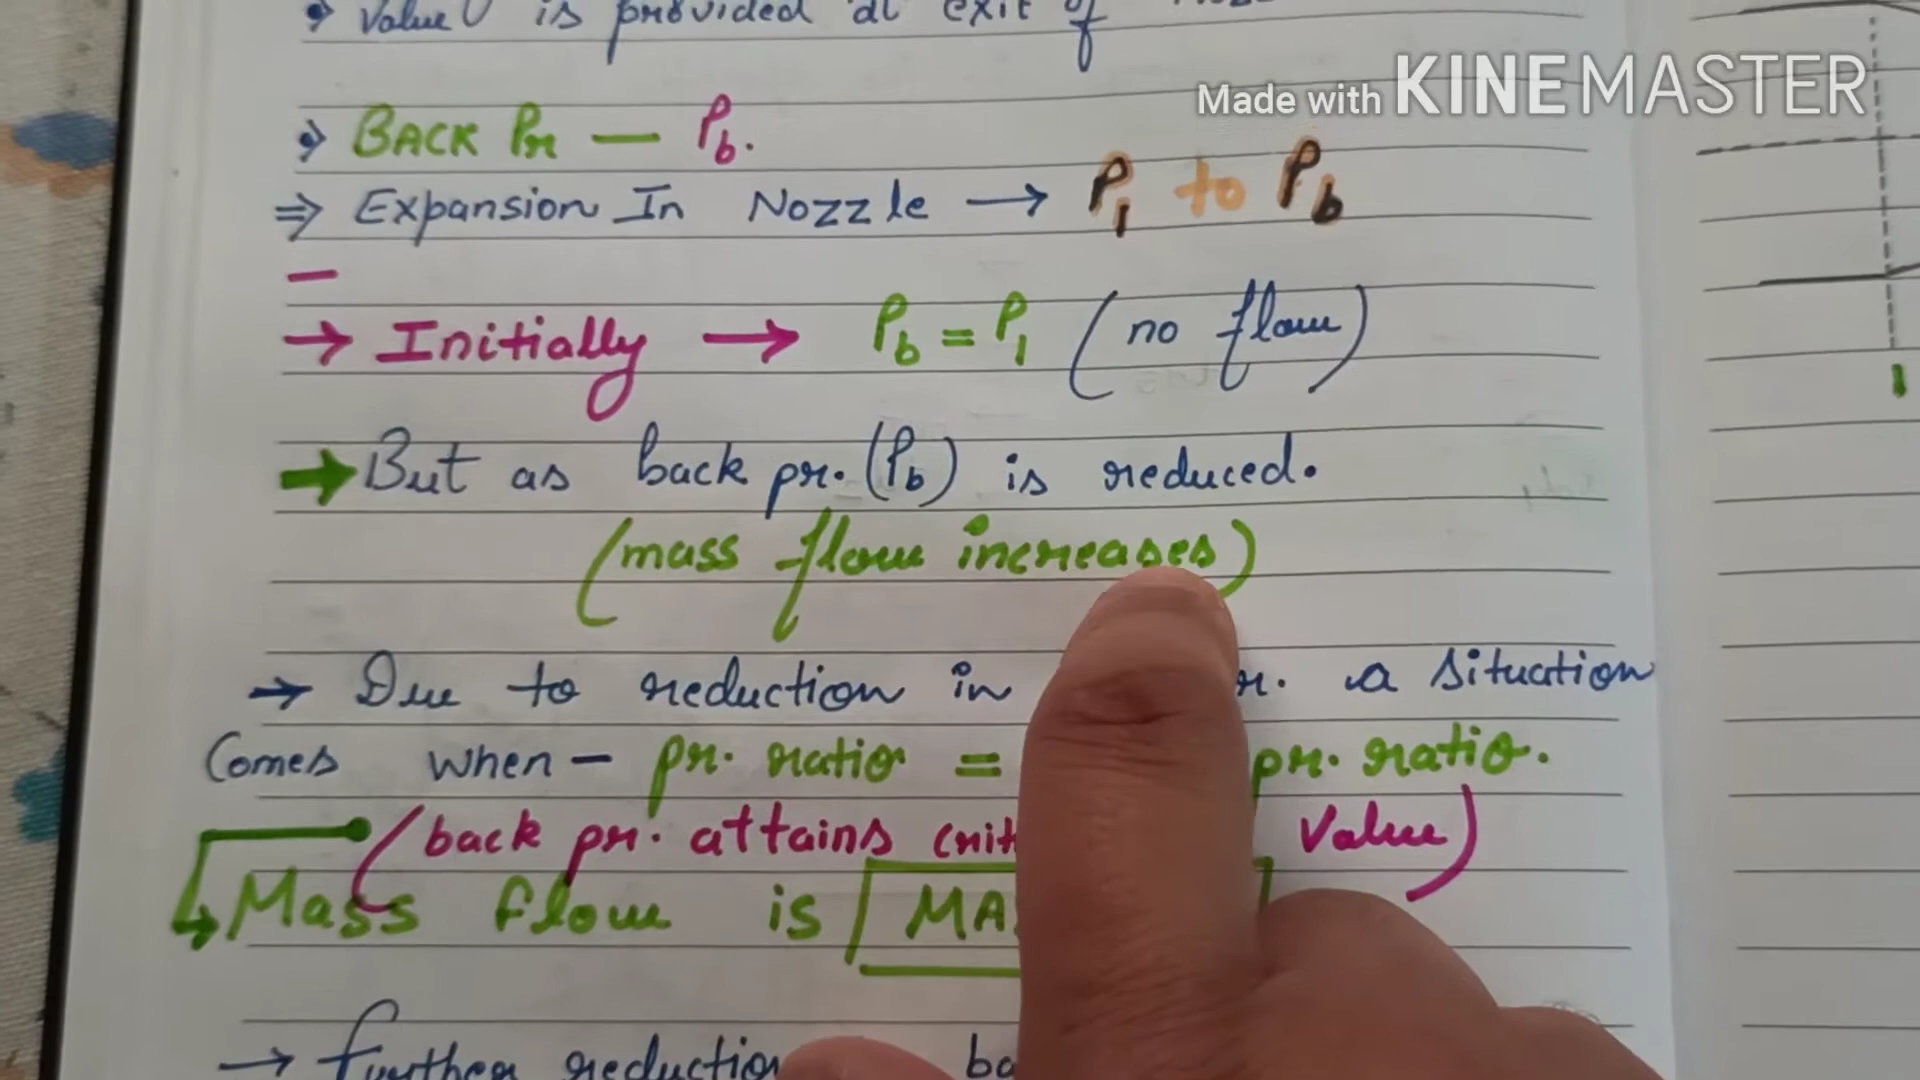 Value is provided at exit of
Made with KINEMASTER
BACK Pr — Pb.
⇒ Expansion In Nozzle → P1 to Pb
→ Initially → Pb = P1 (no flow)
→ But as back pr. (Pb) is reduced.
(mass flow increases)
→ Due to reduction in r. a situation
Comes when – pr. ratio = pr. ratio.
(back pr. attains crit Value)
Mass flow is MA
→ further reduction ba